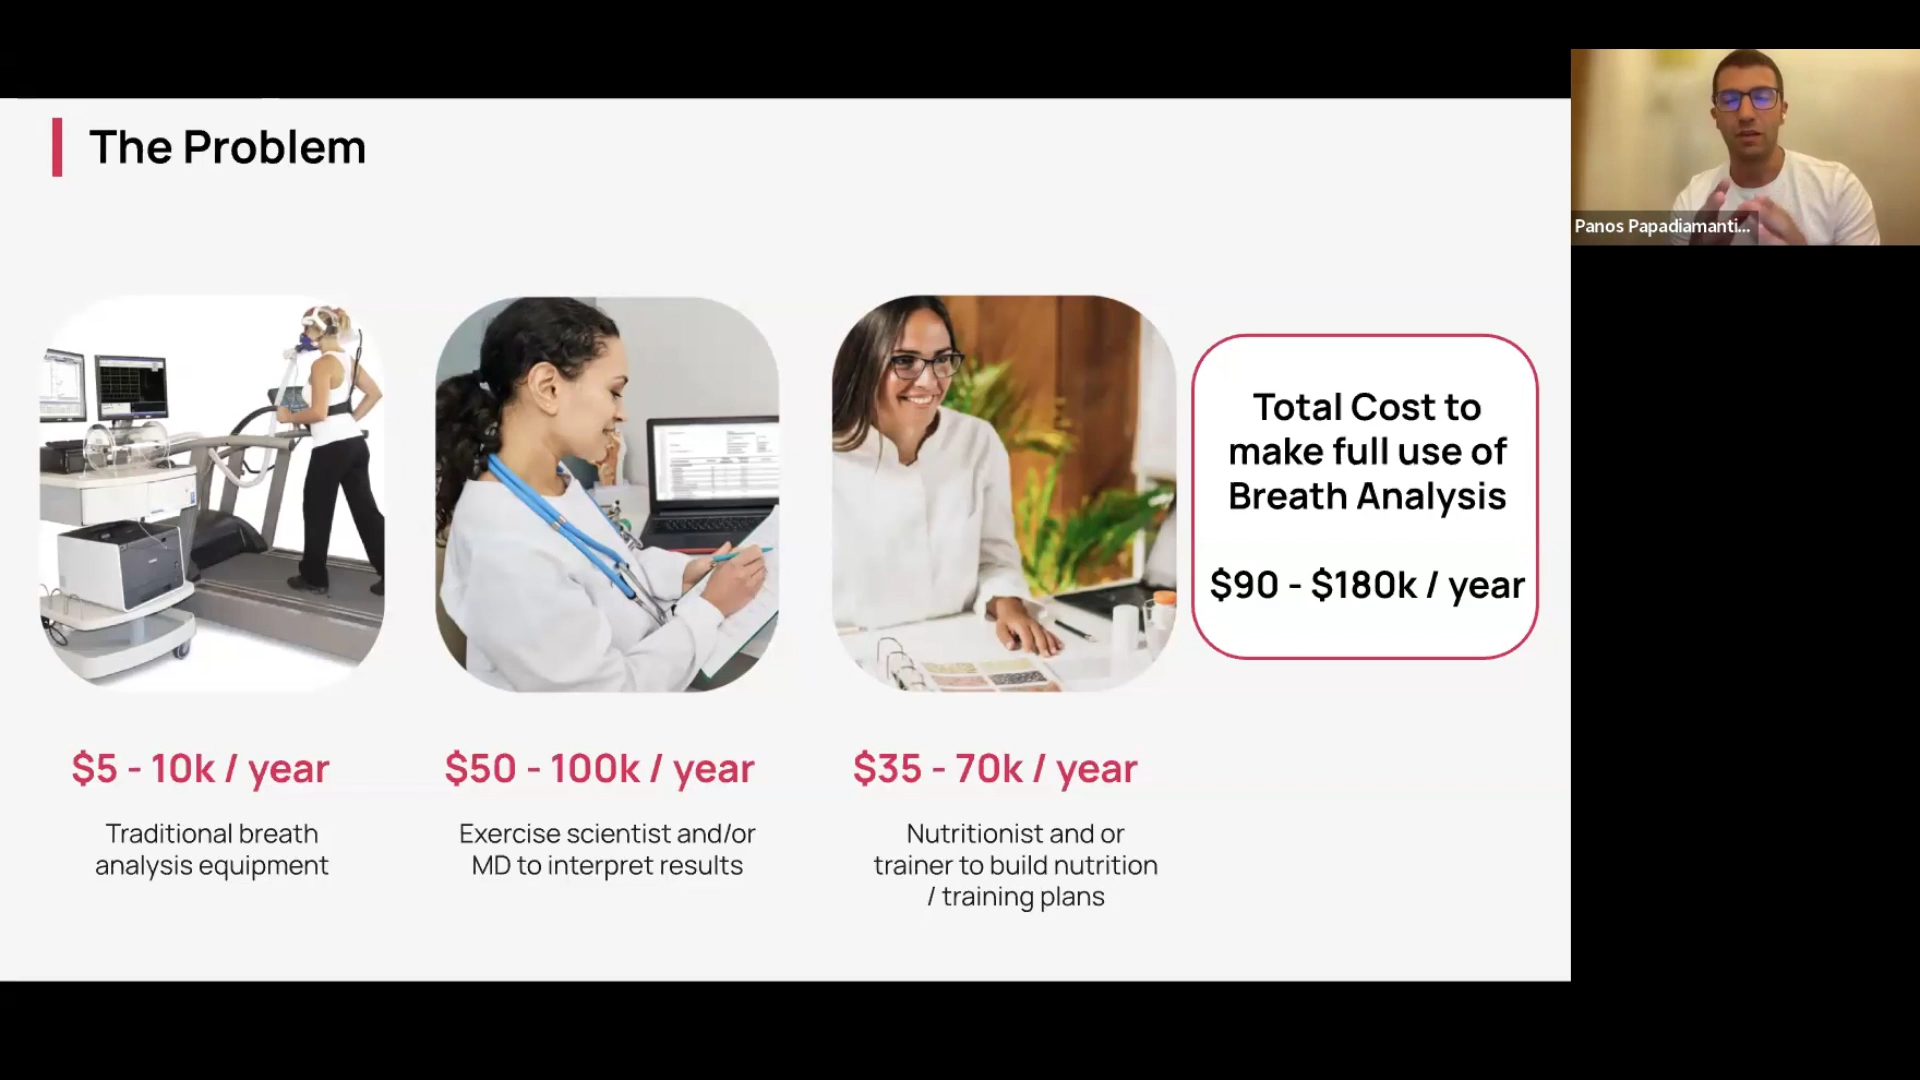 The Problem
Panos Papadiamanti...
Total Cost to
make full use of
Breath Analysis
$90 - $180k / year
$5 - 10k / year
Traditional breath
analysis equipment
$50 - 100k / year
Exercise scientist and/or
MD to interpret results
$35 - 70k / year
Nutritionist and or
trainer to build nutrition
/ training plans